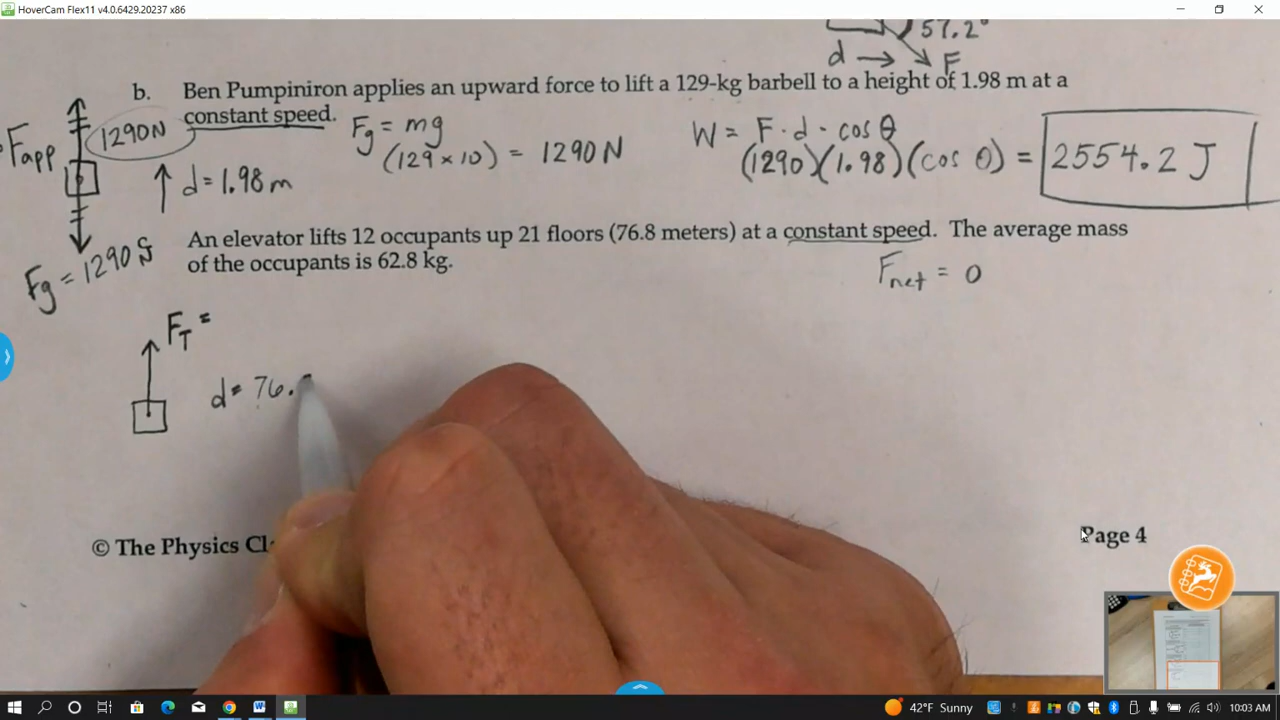 HoverCam Flex11 v4.0.6429.20237 x86
57.2°
d → F
b. Ben Pumpiniron applies an upward force to lift a 129-kg barbell to a height of 1.98 m at a
constant speed.
Fapp
1290N
Fg = mg
(129 × 10) = 1290 N
d = 1.98 m
W = F · d · cos θ
(1290)(1.98)(cos θ) = 2554.2 J
Fg = 1290
An elevator lifts 12 occupants up 21 floors (76.8 meters) at a constant speed. The average mass
of the occupants is 62.8 kg.
Fnet = 0
FT =
d = 76.
© The Physics Cl
Page 4
42°F Sunny
10:03 AM